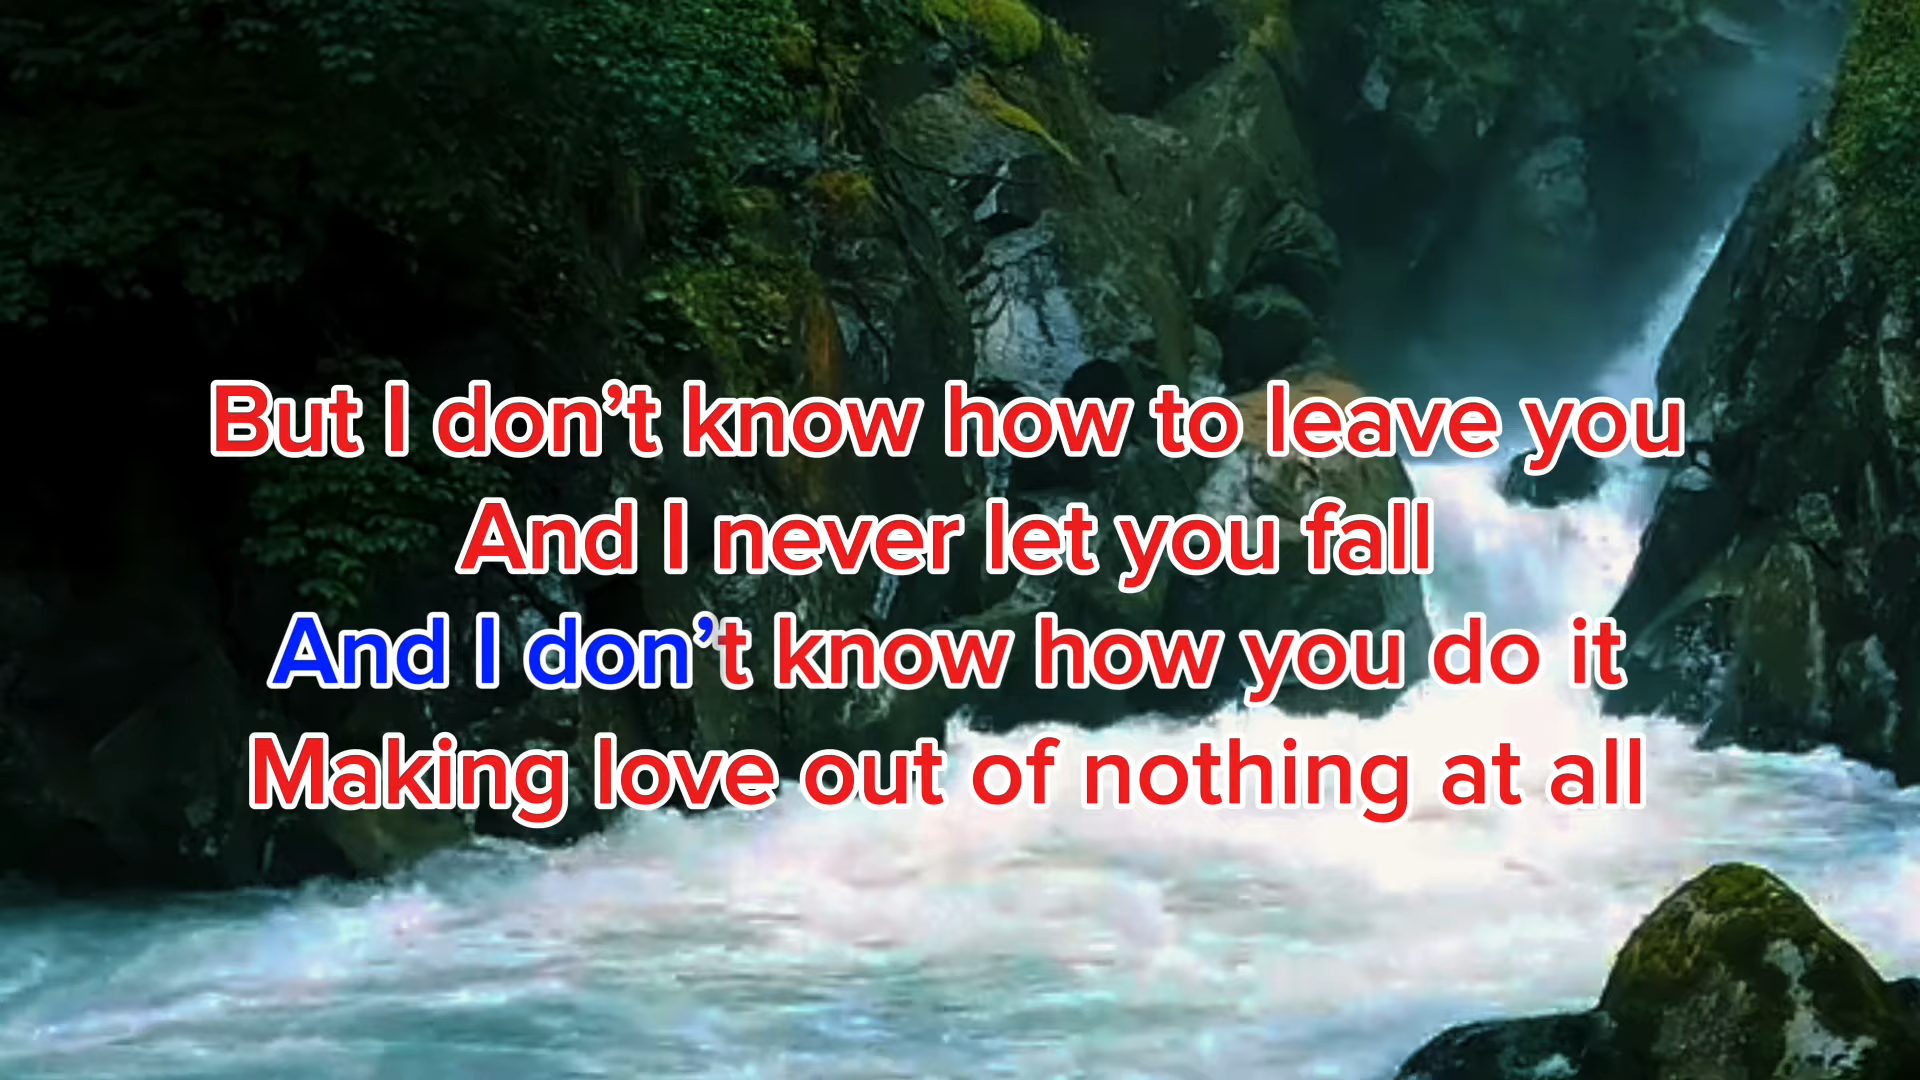 But I don’t know how to leave you
And I never let you fall
And I don’t know how you do it
Making love out of nothing at all